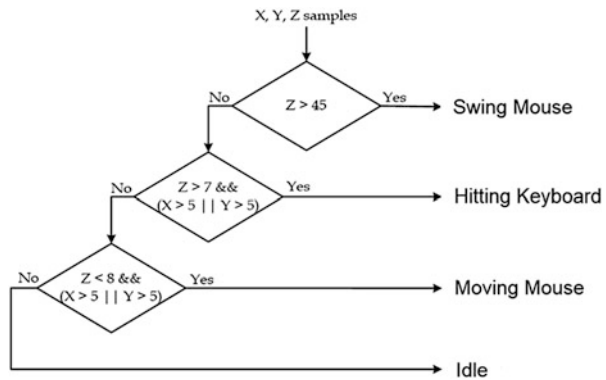 X, Y, Z samples
No
Z > 45
Yes
Swing Mouse
No
Z > 7 &&
(X > 5 || Y > 5)
Yes
Hitting Keyboard
No
Z < 8 &&
(X > 5 || Y > 5)
Yes
Moving Mouse
Idle